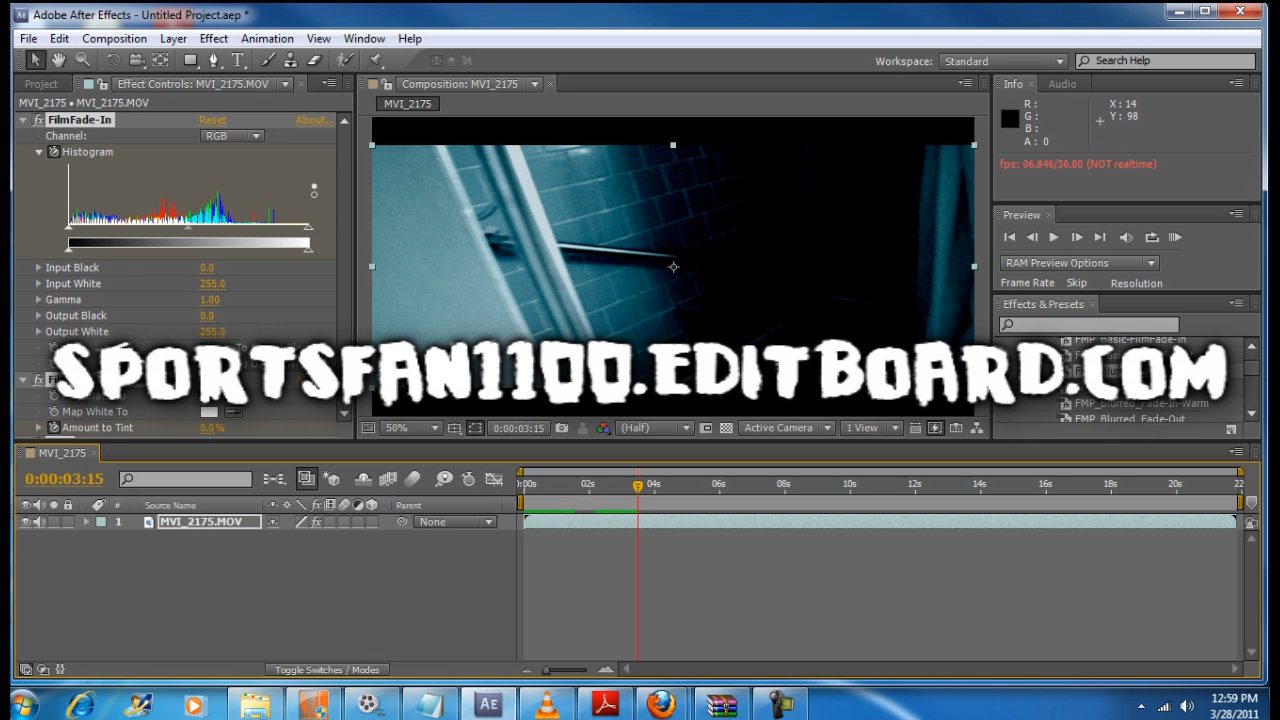 Adobe After Effects - Untitled Project.aep *
File Edit Composition Layer Effect Animation View Window Help
Workspace: Standard Search Help
Project Effect Controls: MVI_2175.MOV
MVI_2175 • MVI_2175.MOV
FilmFade-In Reset About...
Channel: RGB
Histogram
Input Black 0.0
Input White 255.0
Gamma 1.00
Output Black 0.0
Output White 255.0
Map White To
Amount to Tint 0.0%
Composition: MVI_2175
MVI_2175
50% 0:00:03:15 (Half) Active Camera 1 View
Info Audio
R: X: 14
G: Y: 98
B:
A: 0
fps: 06.846/30.00 (NOT realtime)
Preview
RAM Preview Options
Frame Rate Skip Resolution
Effects & Presets
FMP_Blurred_Fade-In-Warm
FMP_Blurred_Fade-Out
SPORTSFAN1100.EDITBOARD.COM
MVI_2175
0:00:03:15
:00s 02s 04s 06s 08s 10s 12s 14s 16s 18s 20s 22
# Source Name Parent
1 MVI_2175.MOV None
Toggle Switches / Modes
AE
12:59 PM
3/28/2011